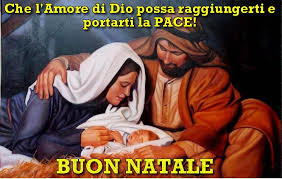 Che l'Amore di Dio possa raggiungerti e
portarti la PACE!
BUON NATALE